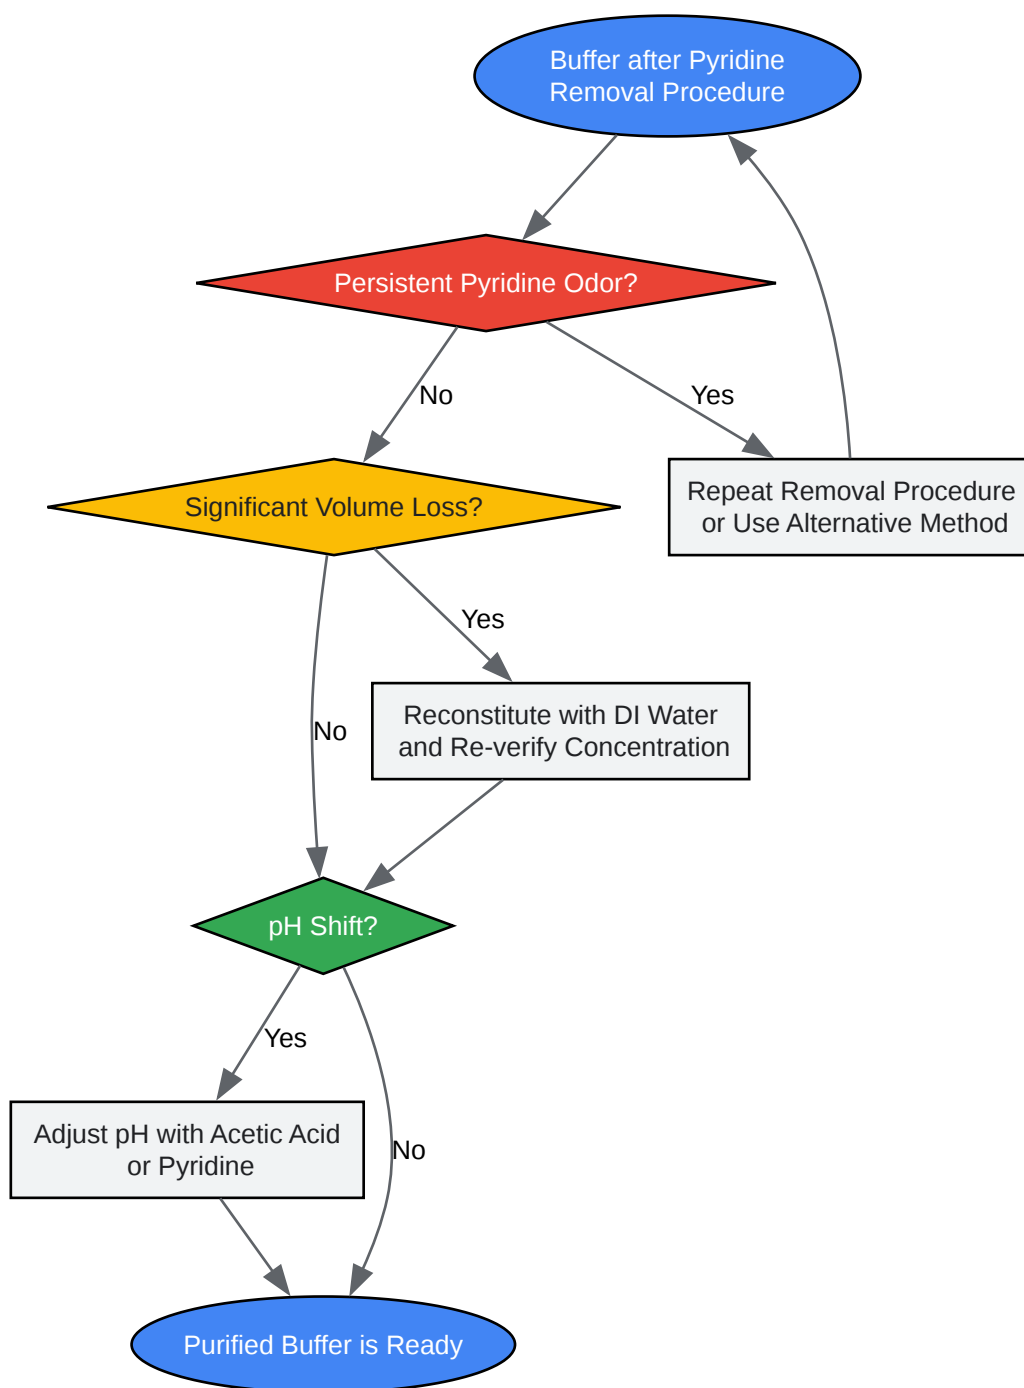 Buffer after Pyridine
Removal Procedure
Persistent Pyridine Odor?
No
Yes
Significant Volume Loss?
Repeat Removal Procedure
or Use Alternative Method
Yes
No
Reconstitute with DI Water
and Re-verify Concentration
pH Shift?
Yes
No
Adjust pH with Acetic Acid
or Pyridine
Purified Buffer is Ready